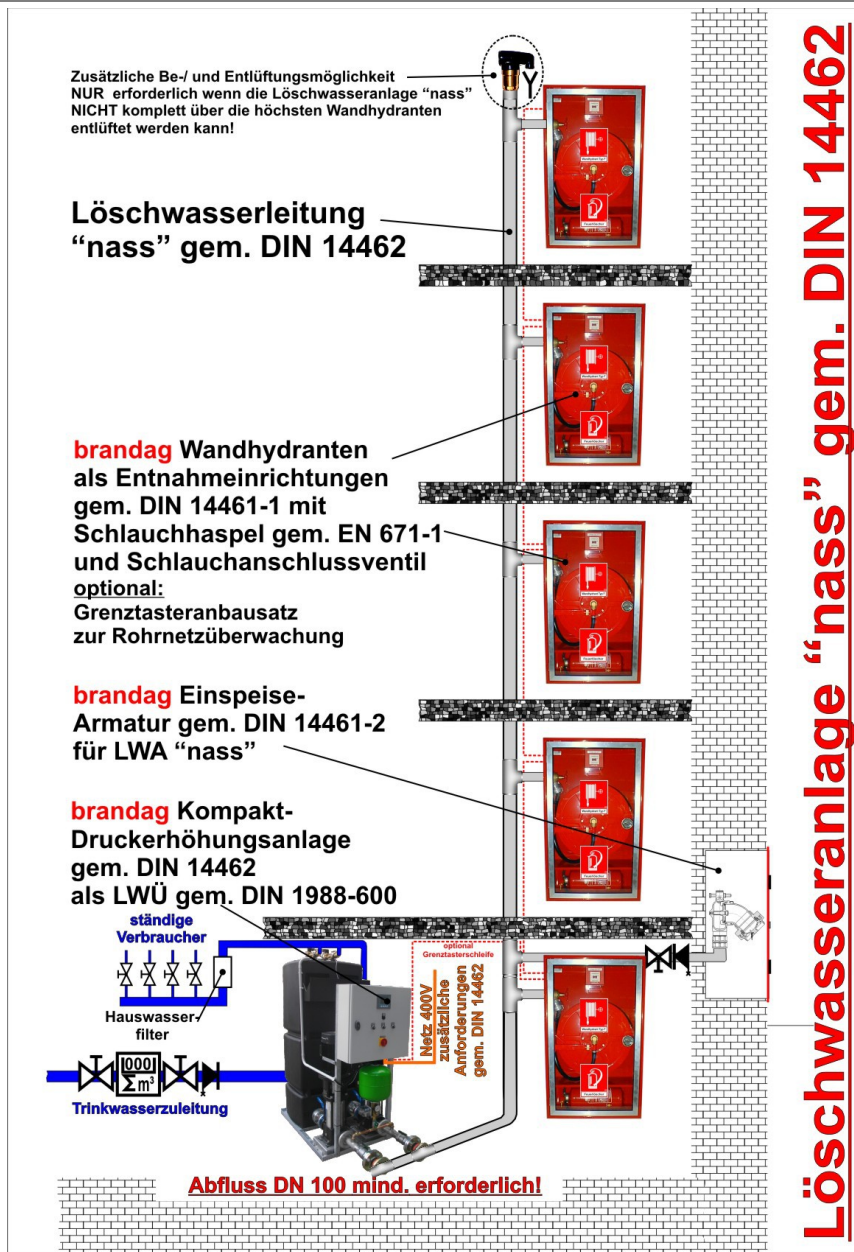 Zusätzliche Be-/ und Entlüftungsmöglichkeit
NUR erforderlich wenn die Löschwasseranlage “nass”
NICHT komplett über die höchsten Wandhydranten
entlüftet werden kann!
Löschwasserleitung
“nass” gem. DIN 14462
brandag Wandhydranten
als Entnahmeeinrichtungen
gem. DIN 14461-1 mit
Schlauchhaspel gem. EN 671-1
und Schlauchanschlussventil
optional:
Grenztasteranbausatz
zur Rohrnetzüberwachung
brandag Einspeise-
Armatur gem. DIN 14461-2
für LWA “nass”
brandag Kompakt-
Druckerhöhungsanlage
gem. DIN 14462
als LWÜ gem. DIN 1988-600
ständige
Verbraucher
optional
Grenztasterschleife
Netz 400V
zusätzliche
Anforderungen
gem. DIN 14462
Hauswasser-
filter
000
Σm³
Trinkwasserzuleitung
Abfluss DN 100 mind. erforderlich!
Löschwasseranlage “nass” gem. DIN 14462